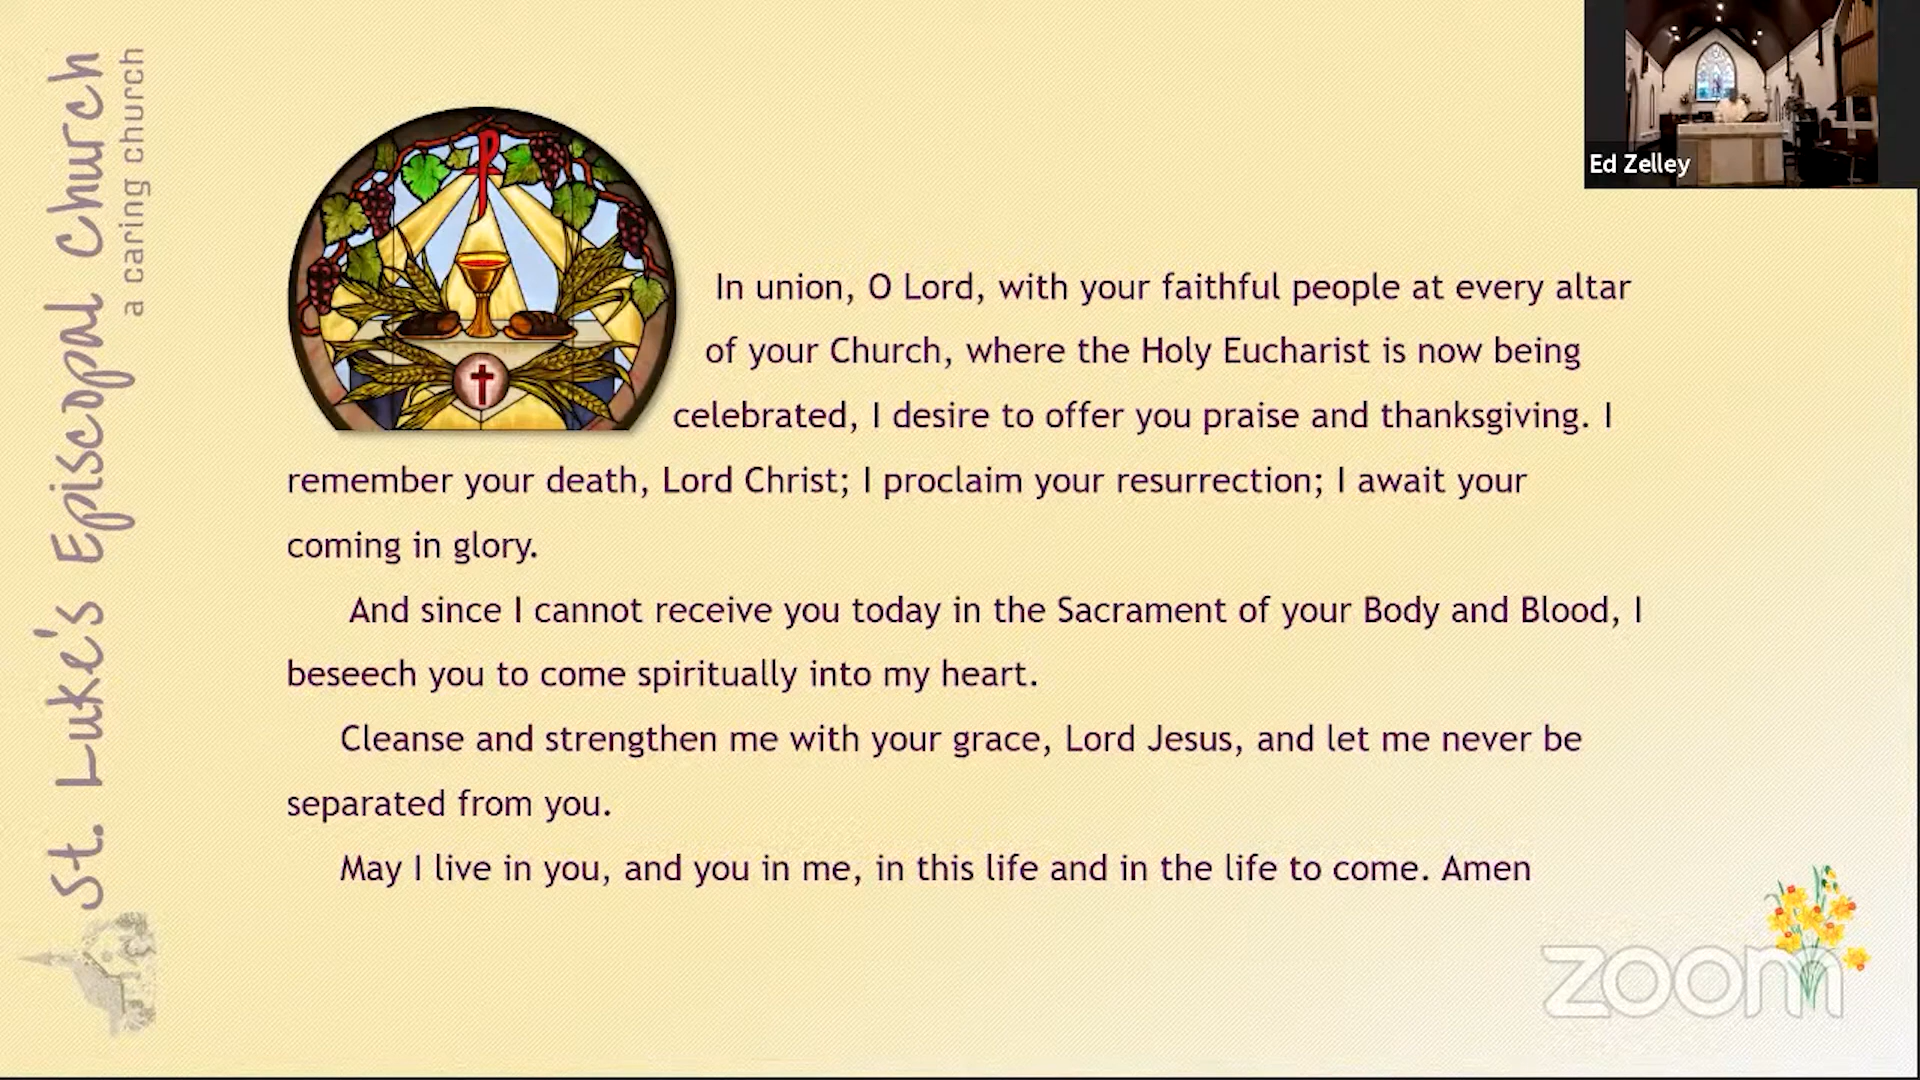 St. Luke's Episcopal Church
a caring church
Ed Zelley
In union, O Lord, with your faithful people at every altar
of your Church, where the Holy Eucharist is now being
celebrated, I desire to offer you praise and thanksgiving. I
remember your death, Lord Christ; I proclaim your resurrection; I await your
coming in glory.
And since I cannot receive you today in the Sacrament of your Body and Blood, I
beseech you to come spiritually into my heart.
Cleanse and strengthen me with your grace, Lord Jesus, and let me never be
separated from you.
May I live in you, and you in me, in this life and in the life to come. Amen
zoom